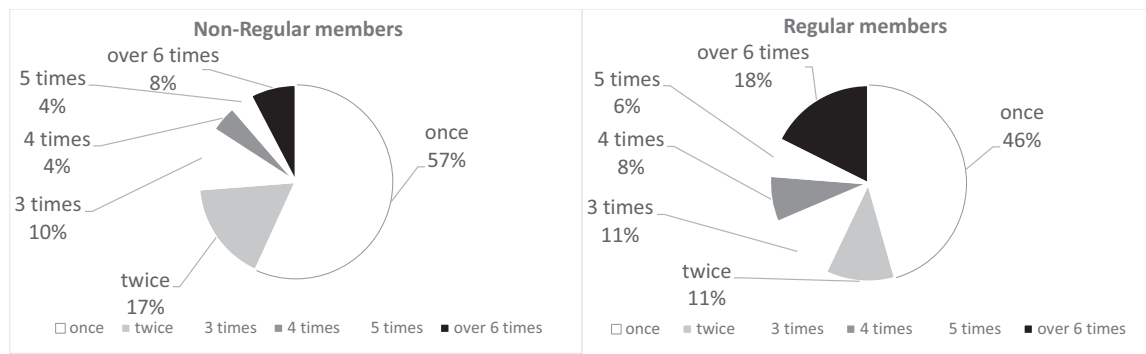 Non-Regular members
over 6 times
8%
5 times
4%
4 times
4%
3 times
10%
twice
17%
once
57%
once twice 3 times 4 times 5 times over 6 times
Regular members
over 6 times
18%
5 times
6%
4 times
8%
3 times
11%
twice
11%
once
46%
once twice 3 times 4 times 5 times over 6 times